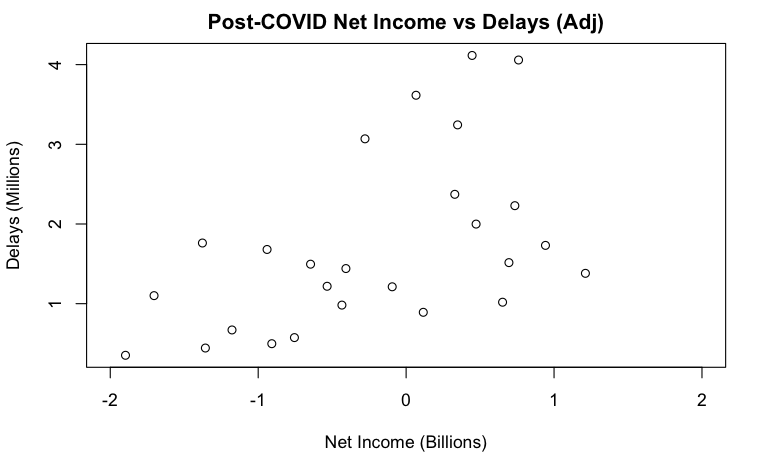 Post-COVID Net Income vs Delays (Adj)
4
3
2
1
Delays (Millions)
-2 -1 0 1 2
Net Income (Billions)